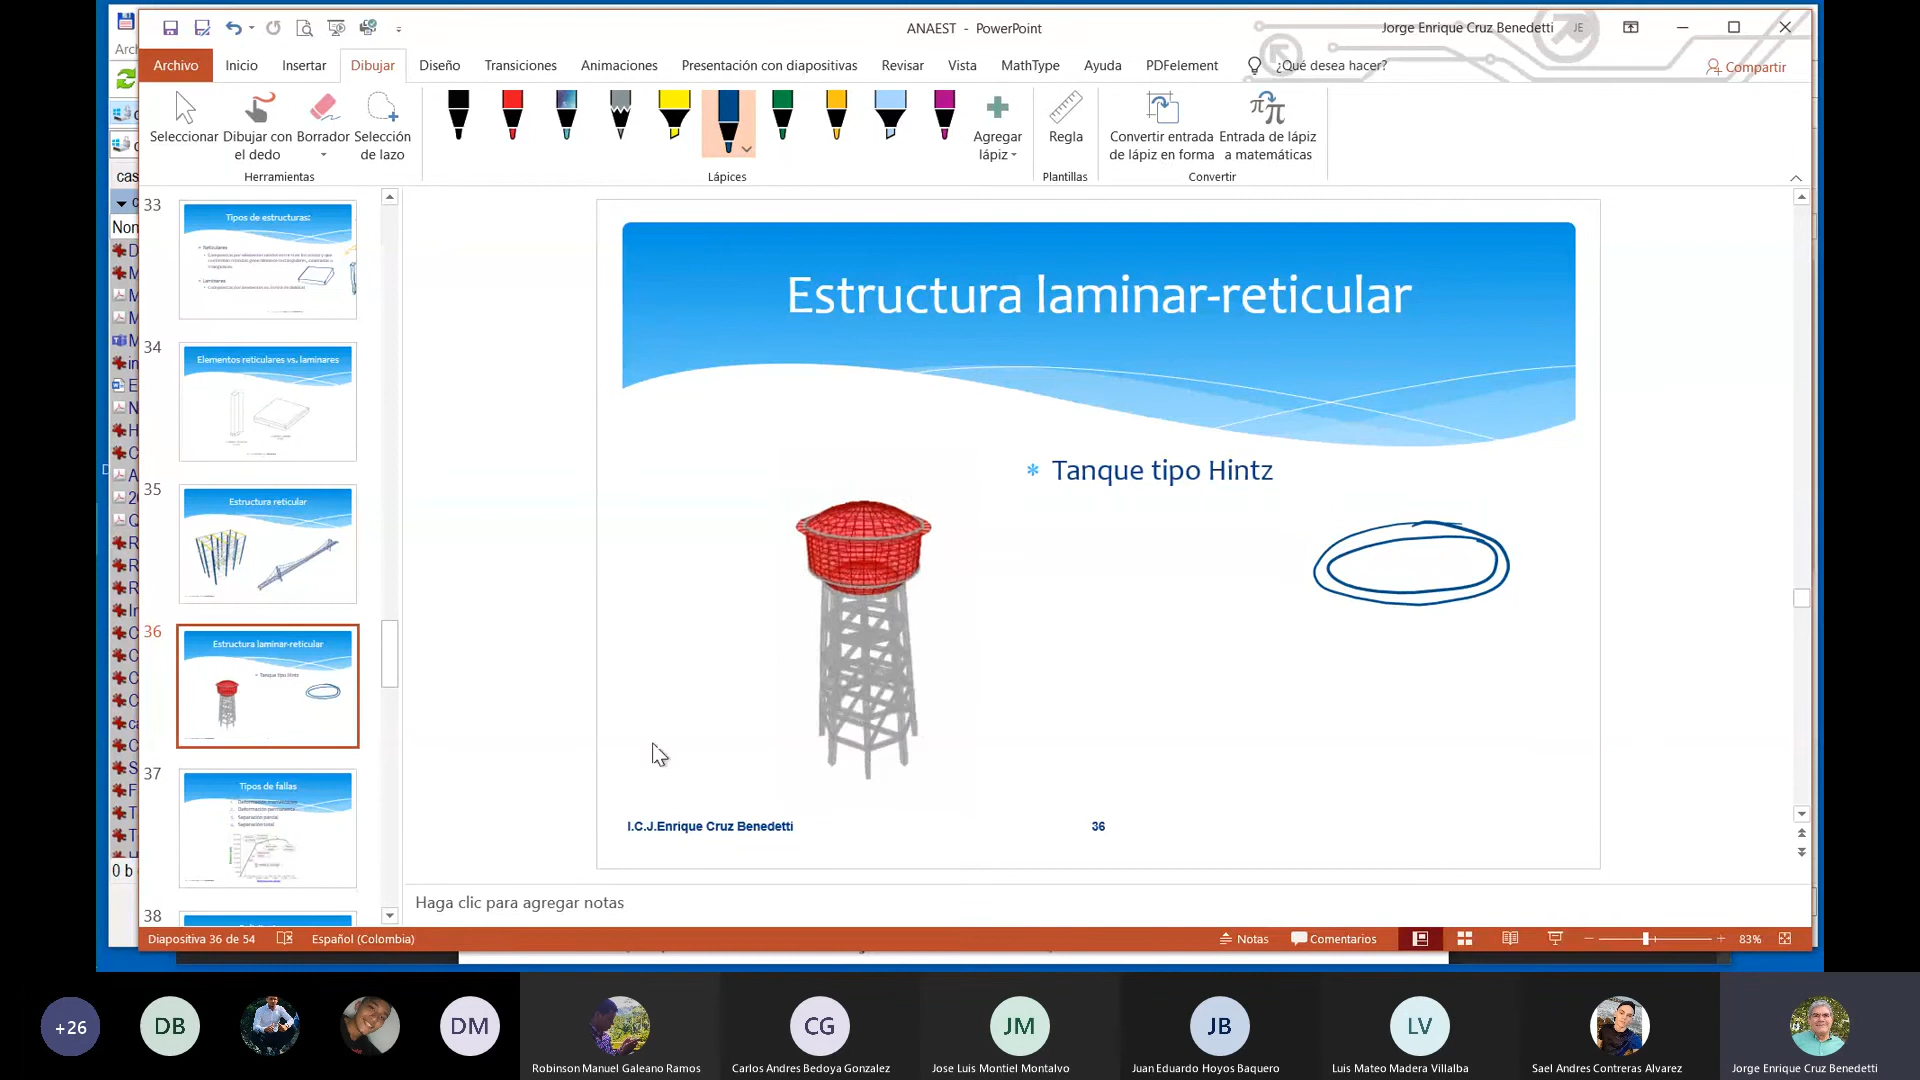 ANAEST - PowerPoint
Jorge Enrique Cruz Benedetti
JE
Archivo
Inicio
Insertar
Dibujar
Diseño
Transiciones
Animaciones
Presentación con diapositivas
Revisar
Vista
MathType
Ayuda
PDFelement
¿Qué desea hacer?
Compartir
Seleccionar
Dibujar con
el dedo
Borrador
Selección
de lazo
Herramientas
Lápices
Agregar
lápiz
Regla
Plantillas
Convertir entrada
de lápiz en forma
Entrada de lápiz
a matemáticas
Convertir
33
Tipos de estructuras:
Reticulares
Laminares
34
Elementos reticulares vs. laminares
35
Estructura reticular
36
Estructura laminar-reticular
Tanque tipo Hintz
37
Tipos de fallas
38
Estructura laminar-reticular
Tanque tipo Hintz
I.C.J.Enrique Cruz Benedetti
36
Haga clic para agregar notas
Diapositiva 36 de 54
Español (Colombia)
Notas
Comentarios
83%
+26
DB
DM
CG
JM
JB
LV
Robinson Manuel Galeano Ramos
Carlos Andres Bedoya Gonzalez
Jose Luis Montiel Montalvo
Juan Eduardo Hoyos Baquero
Luis Mateo Madera Villalba
Sael Andres Contreras Alvarez
Jorge Enrique Cruz Benedetti